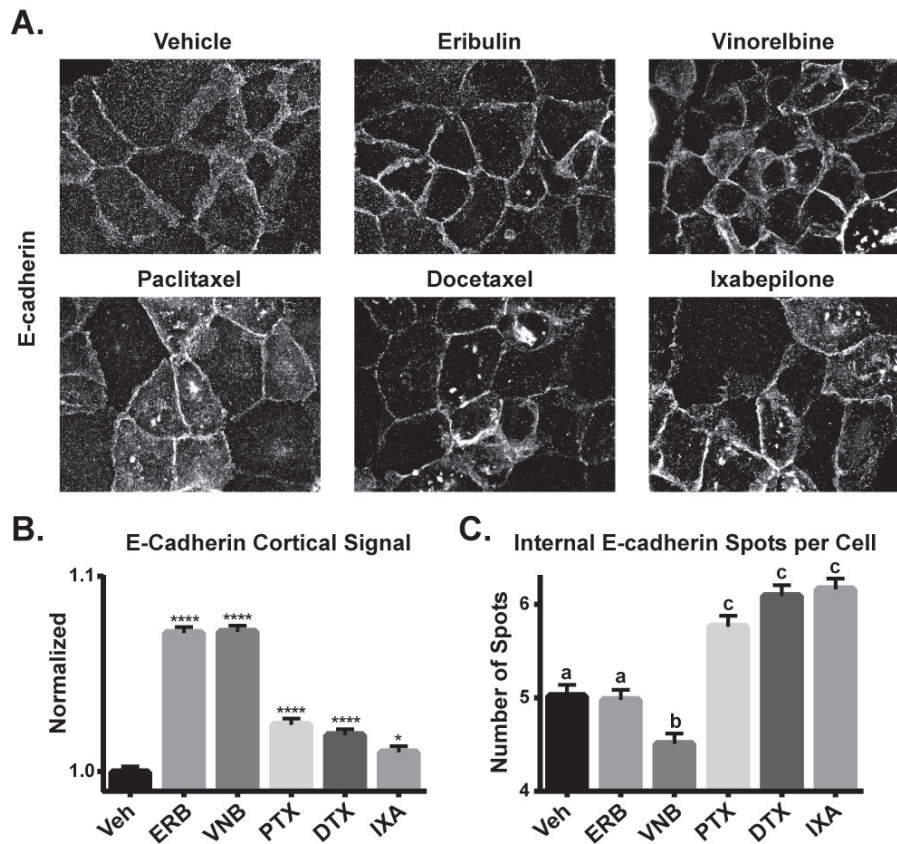 A.
Vehicle
Eribulin
Vinorelbine
E-cadherin
Paclitaxel
Docetaxel
Ixabepilone
B.
E-Cadherin Cortical Signal
Normalized
1.1
1.0
****
****
****
****
*
Veh
ERB
VNB
PTX
DTX
IXA
C.
Internal E-cadherin Spots per Cell
Number of Spots
6
5
4
a
a
b
c
c
c
Veh
ERB
VNB
PTX
DTX
IXA